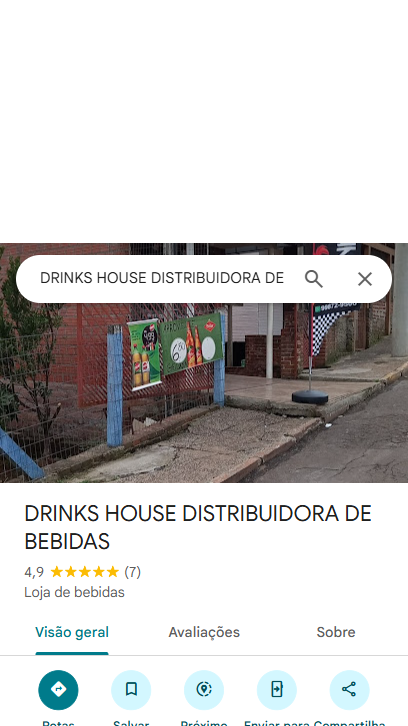 DRINKS HOUSE DISTRIBUIDORA DE
DRINKS HOUSE DISTRIBUIDORA DE
BEBIDAS
4,9 ★★★★★ (7)
Loja de bebidas
Visão geral
Avaliações
Sobre
Rotas
Salvar
Próximo
Enviar para
Compartilha